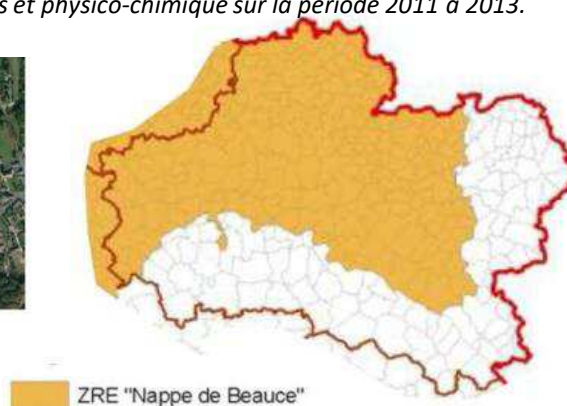 s et physico-chimique sur la période 2011 à 2013.
ZRE "Nappe de Beauce"